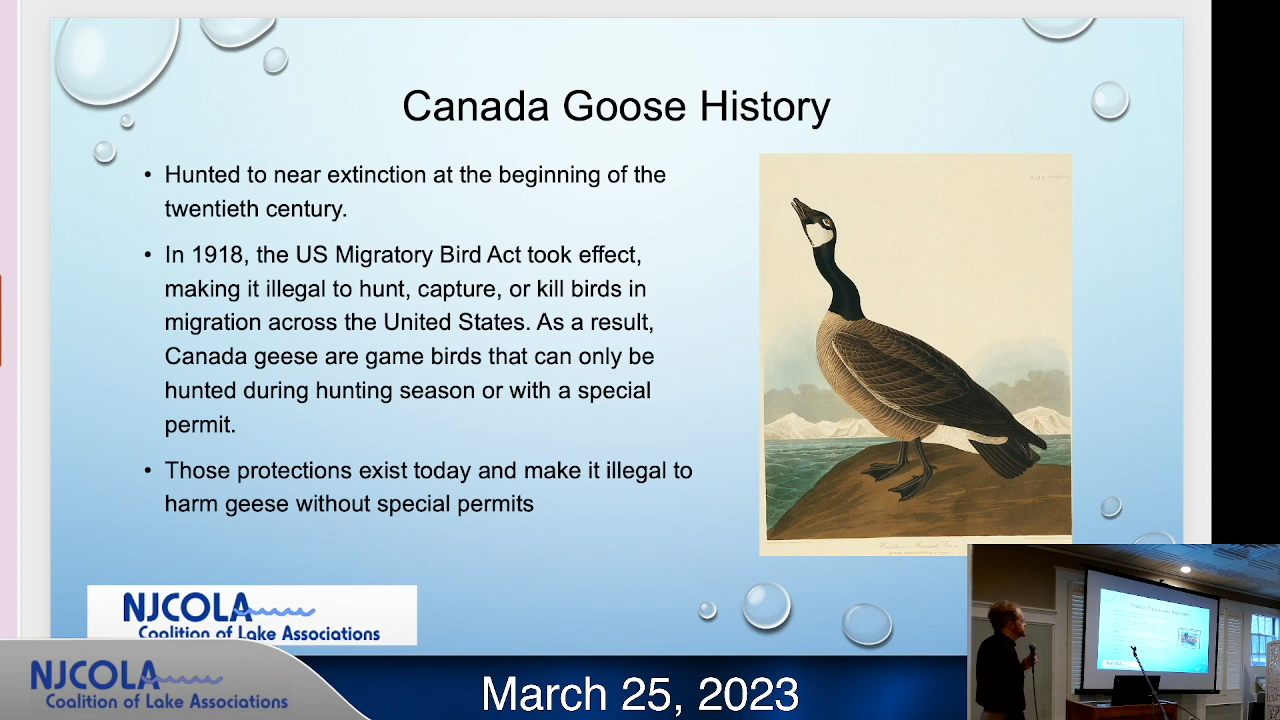 Canada Goose History
• Hunted to near extinction at the beginning of the
twentieth century.
• In 1918, the US Migratory Bird Act took effect,
making it illegal to hunt, capture, or kill birds in
migration across the United States. As a result,
Canada geese are game birds that can only be
hunted during hunting season or with a special
permit.
• Those protections exist today and make it illegal to
harm geese without special permits
NJCOLA
Coalition of Lake Associations
NJCOLA
Coalition of Lake Associations
March 25, 2023